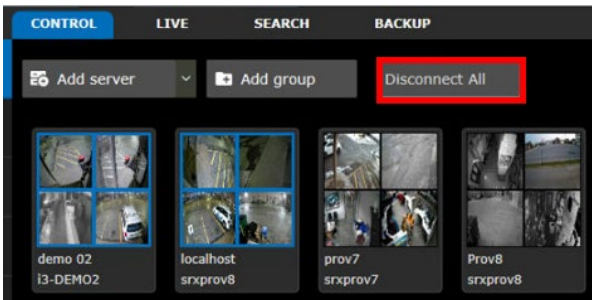 CONTROL LIVE SEARCH BACKUP
Add server Add group Disconnect All
demo 02 localhost prov7 Prov8
i3-DEMO2 srxprov8 srxprov7 srxprov8